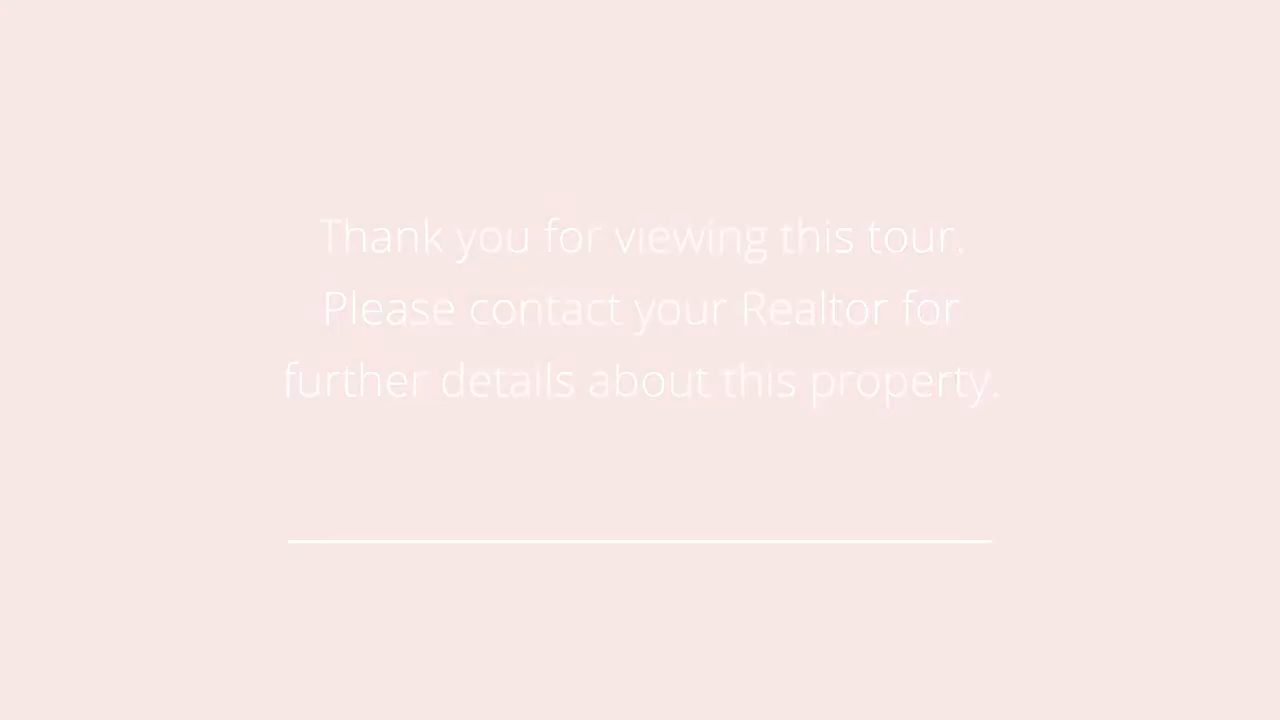 Thank you for viewing this tour.
Please contact your Realtor for
further details about this property.